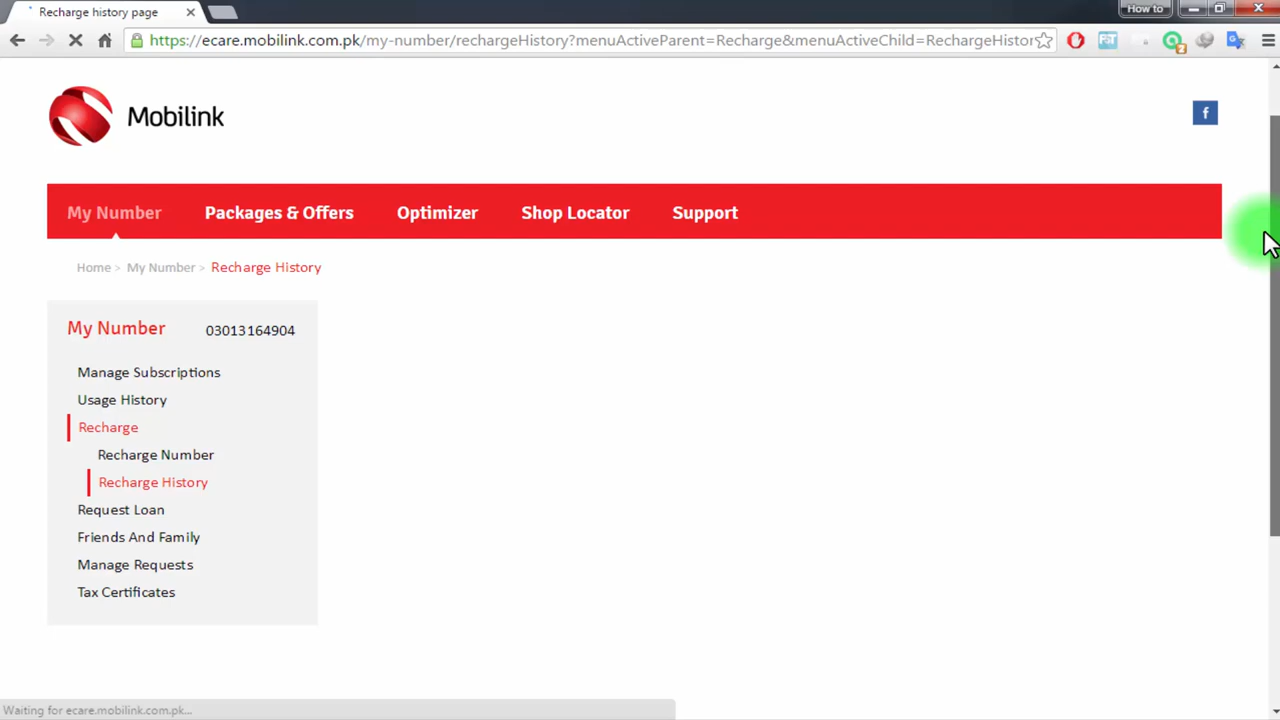 Recharge history page
How to
https://ecare.mobilink.com.pk/my-number/rechargeHistory?menuActiveParent=Recharge&menuActiveChild=RechargeHistor
2
Mobilink
f
My Number
Packages & Offers
Optimizer
Shop Locator
Support
Home > My Number > Recharge History
My Number 03013164904
Manage Subscriptions
Usage History
Recharge
Recharge Number
Recharge History
Request Loan
Friends And Family
Manage Requests
Tax Certificates
Waiting for ecare.mobilink.com.pk...